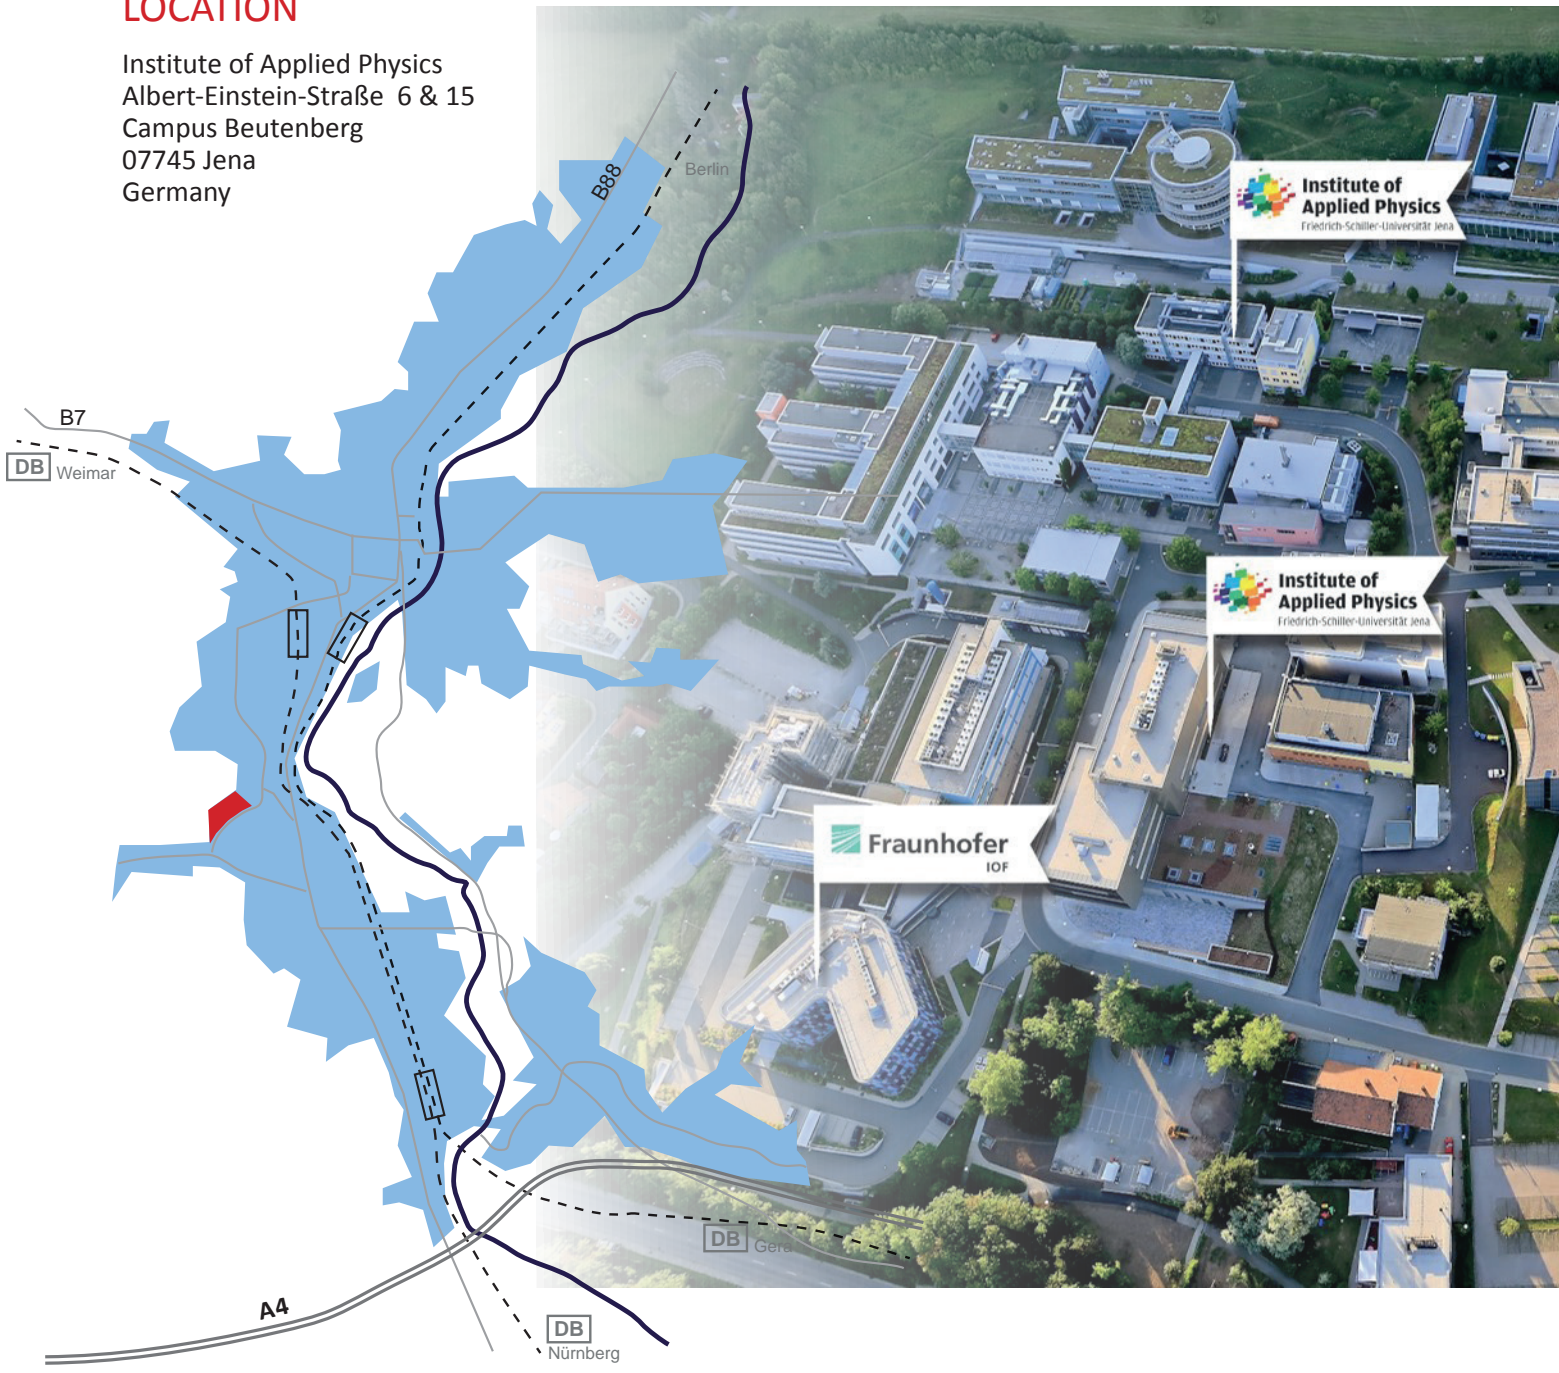 LOCATION
Institute of Applied Physics
Albert-Einstein-Straße 6 & 15
Campus Beutenberg
07745 Jena
Germany
B88
Berlin
B7
DB Weimar
Institute of
Applied Physics
Friedrich-Schiller-Universität Jena
Institute of
Applied Physics
Friedrich-Schiller-Universität Jena
Fraunhofer
IOF
DB Gera
A4
DB
Nürnberg